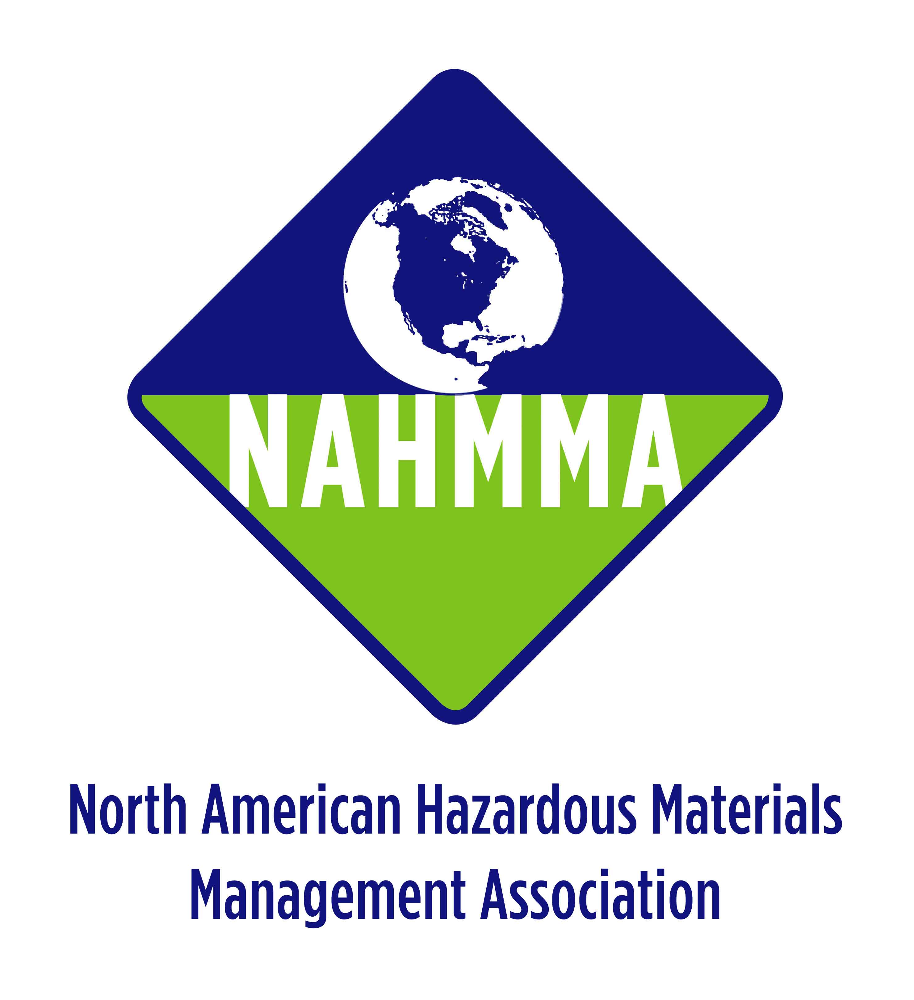 NAHMMA
North American Hazardous Materials
Management Association